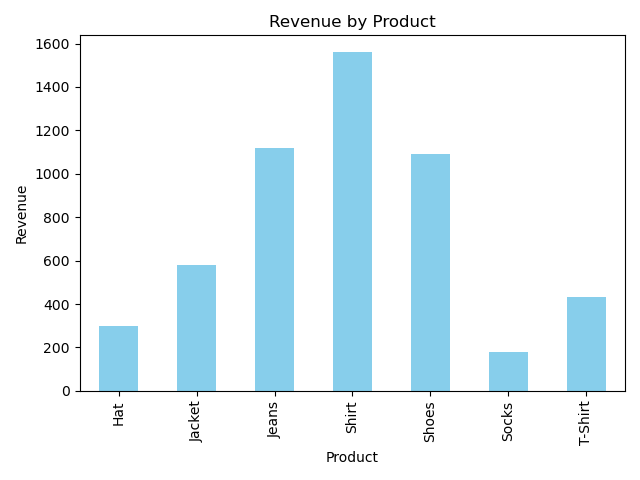 Revenue by Product
Revenue
1600
1400
1200
1000
800
600
400
200
0
Hat
Jacket
Jeans
Shirt
Shoes
Socks
T-Shirt
Product